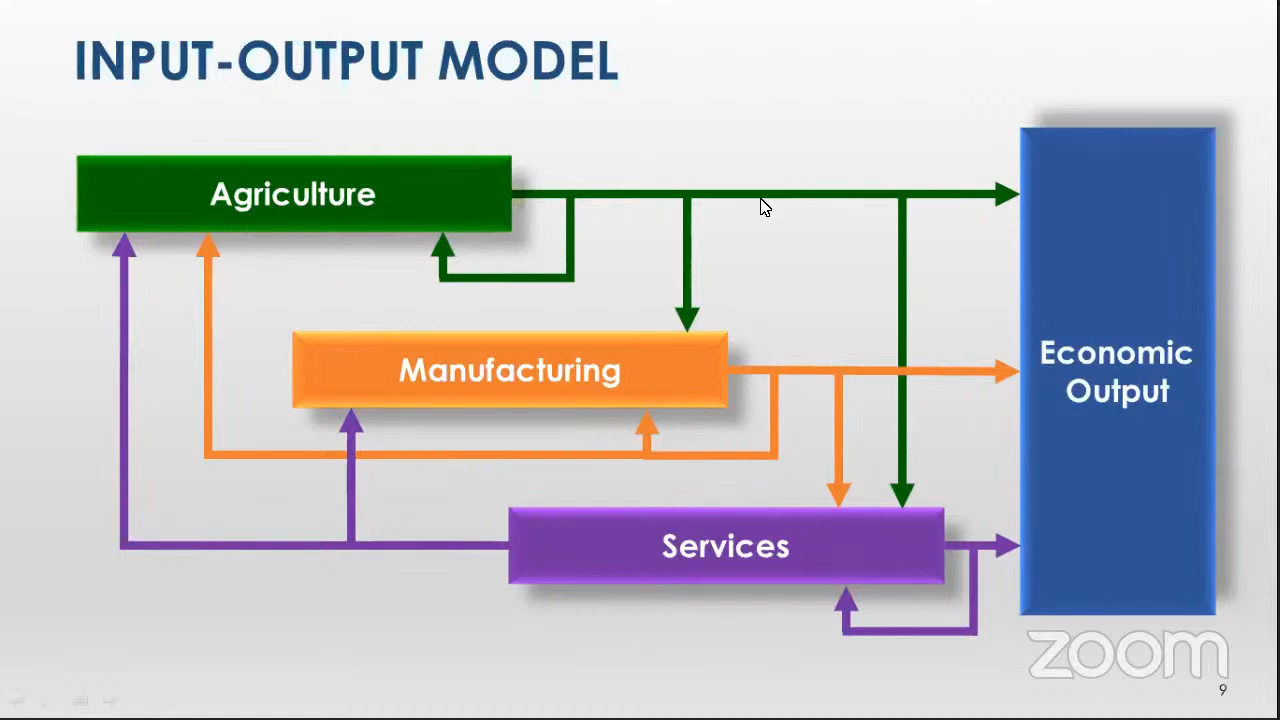 INPUT-OUTPUT MODEL
Agriculture
Manufacturing
Economic
Output
Services
zoom
9